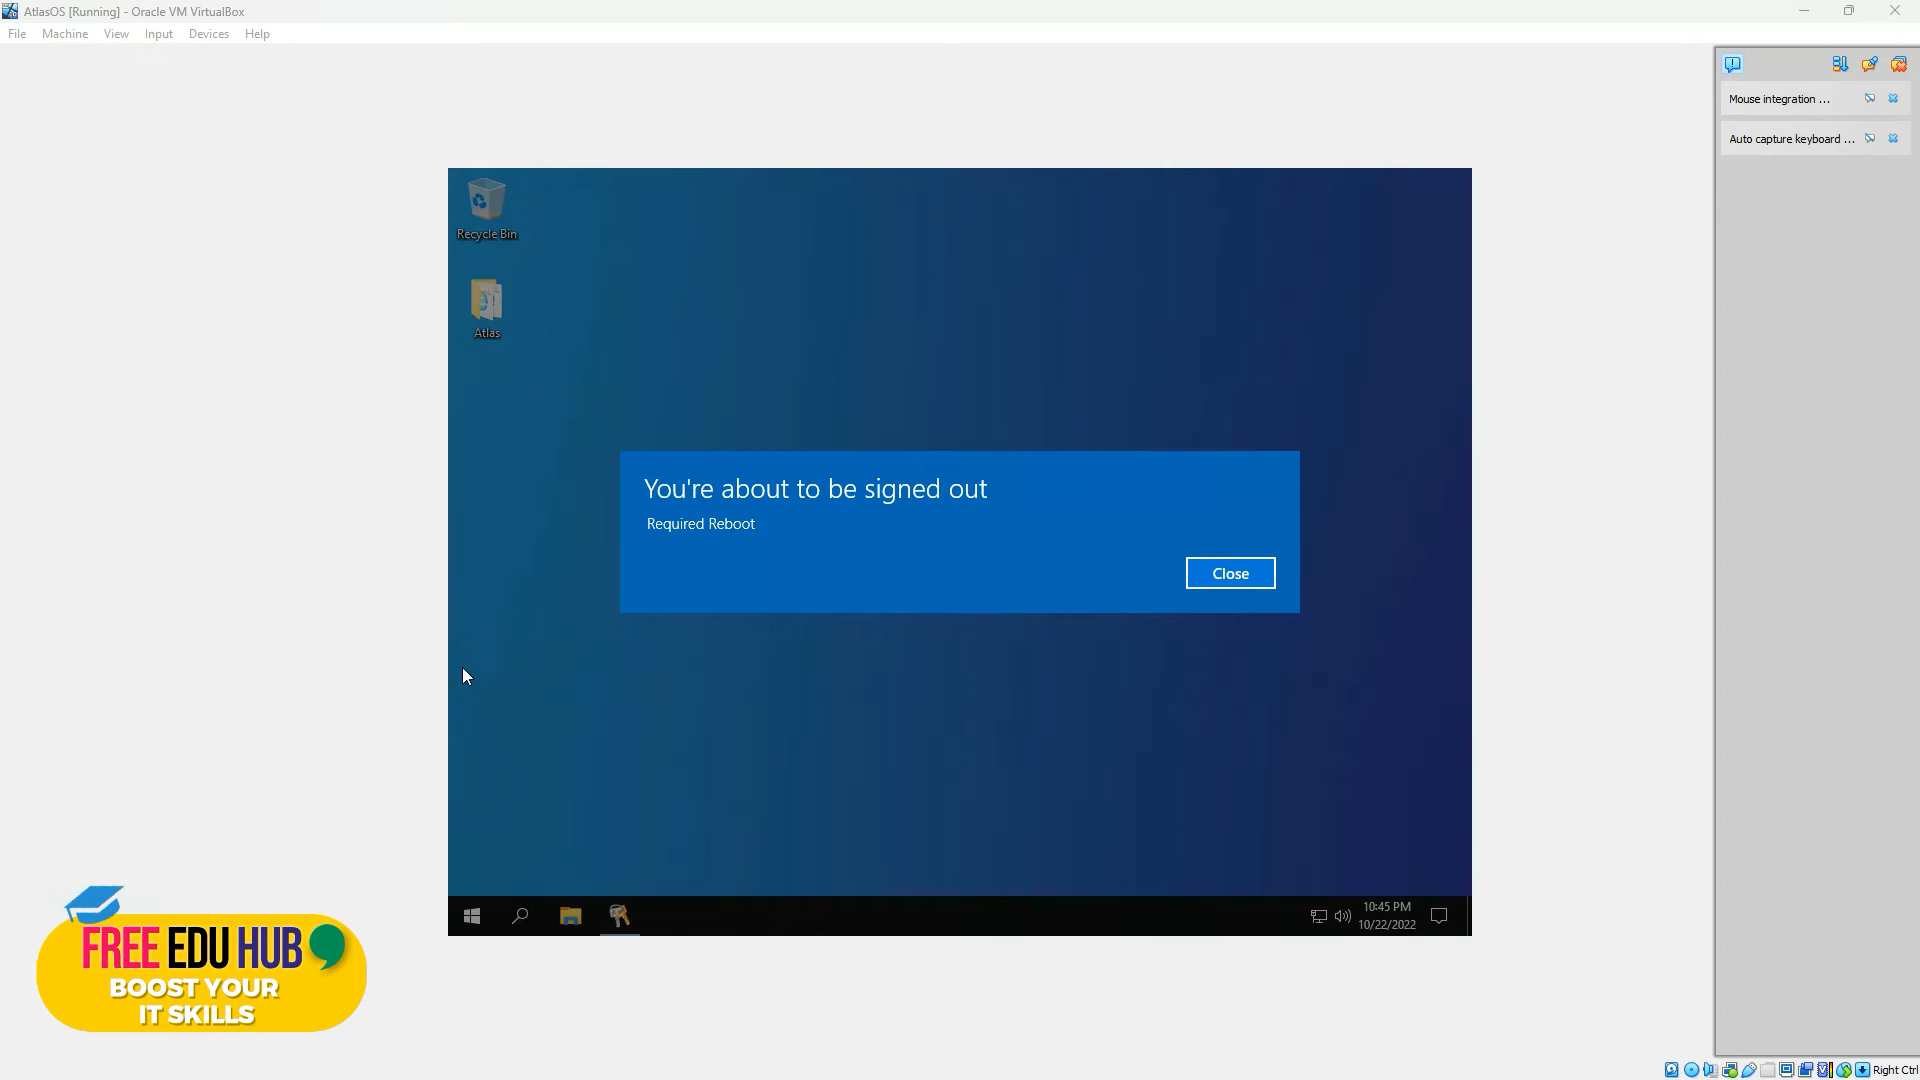 AtlasOS [Running] - Oracle VM VirtualBox
File Machine View Input Devices Help
Mouse integration ...
Auto capture keyboard ...
Recycle Bin
Atlas
You're about to be signed out
Required Reboot
Close
10:45 PM
10/22/2022
FREE EDU HUB
BOOST YOUR
IT SKILLS
Right Ctrl